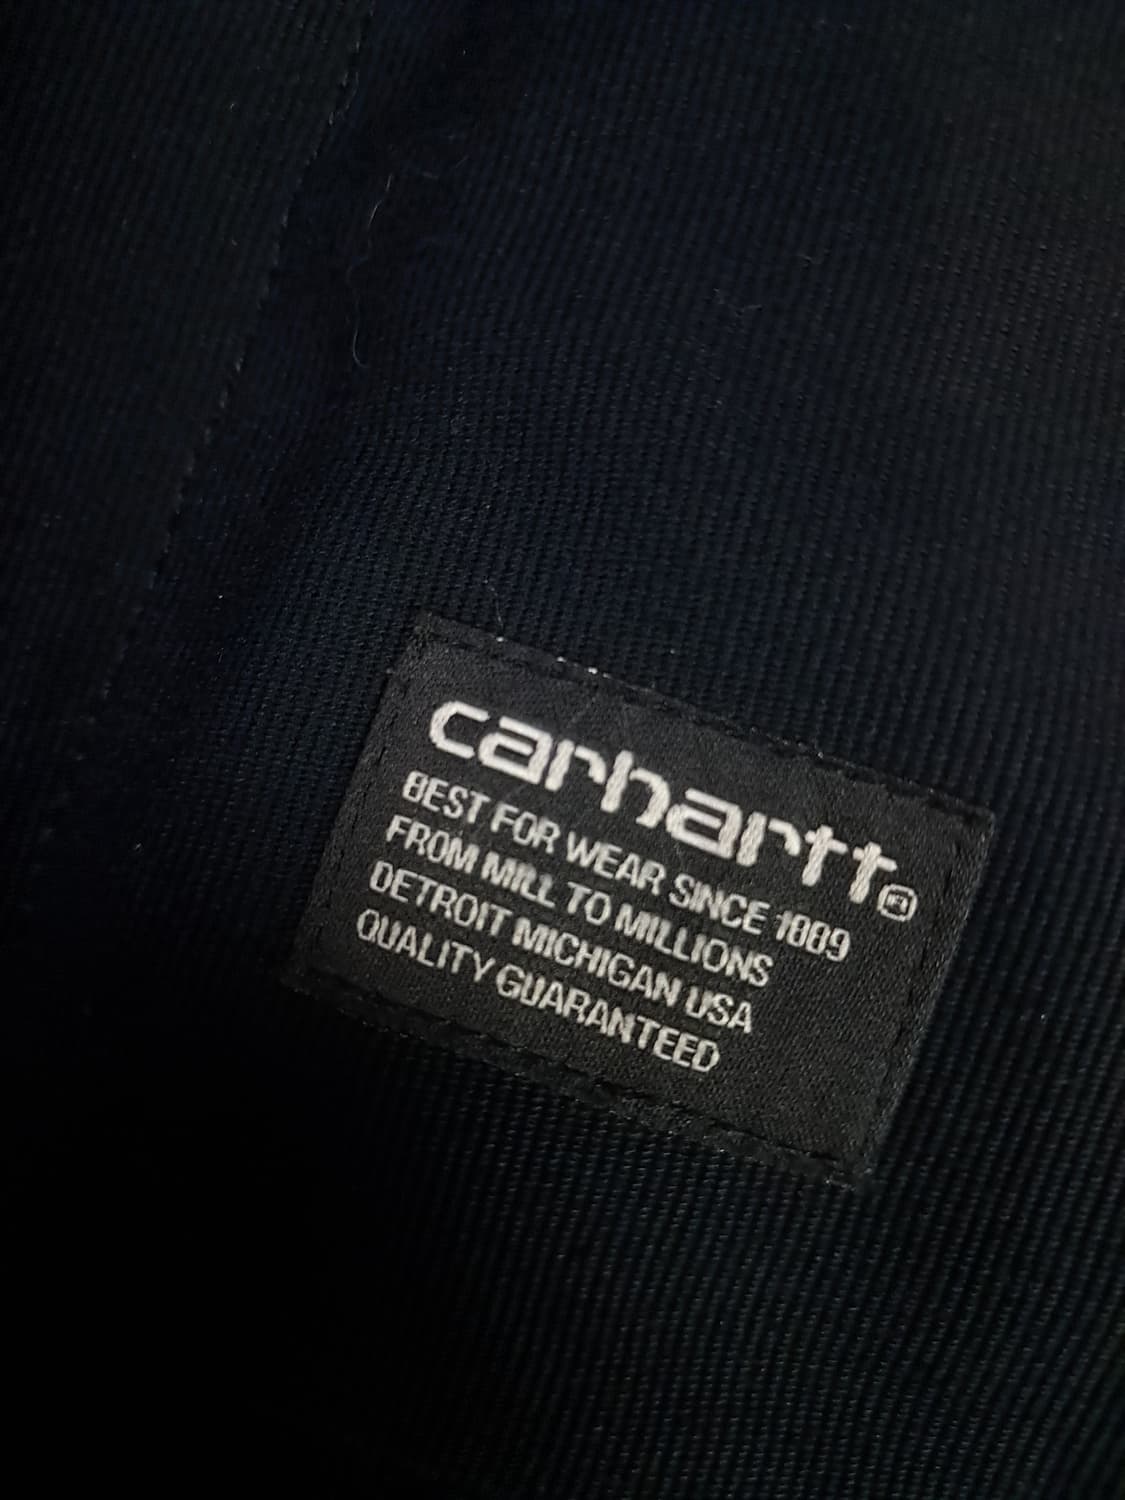 carhartt
BEST FOR WEAR SINCE 1889
FROM MILL TO MILLIONS
DETROIT MICHIGAN USA
QUALITY GUARANTEED